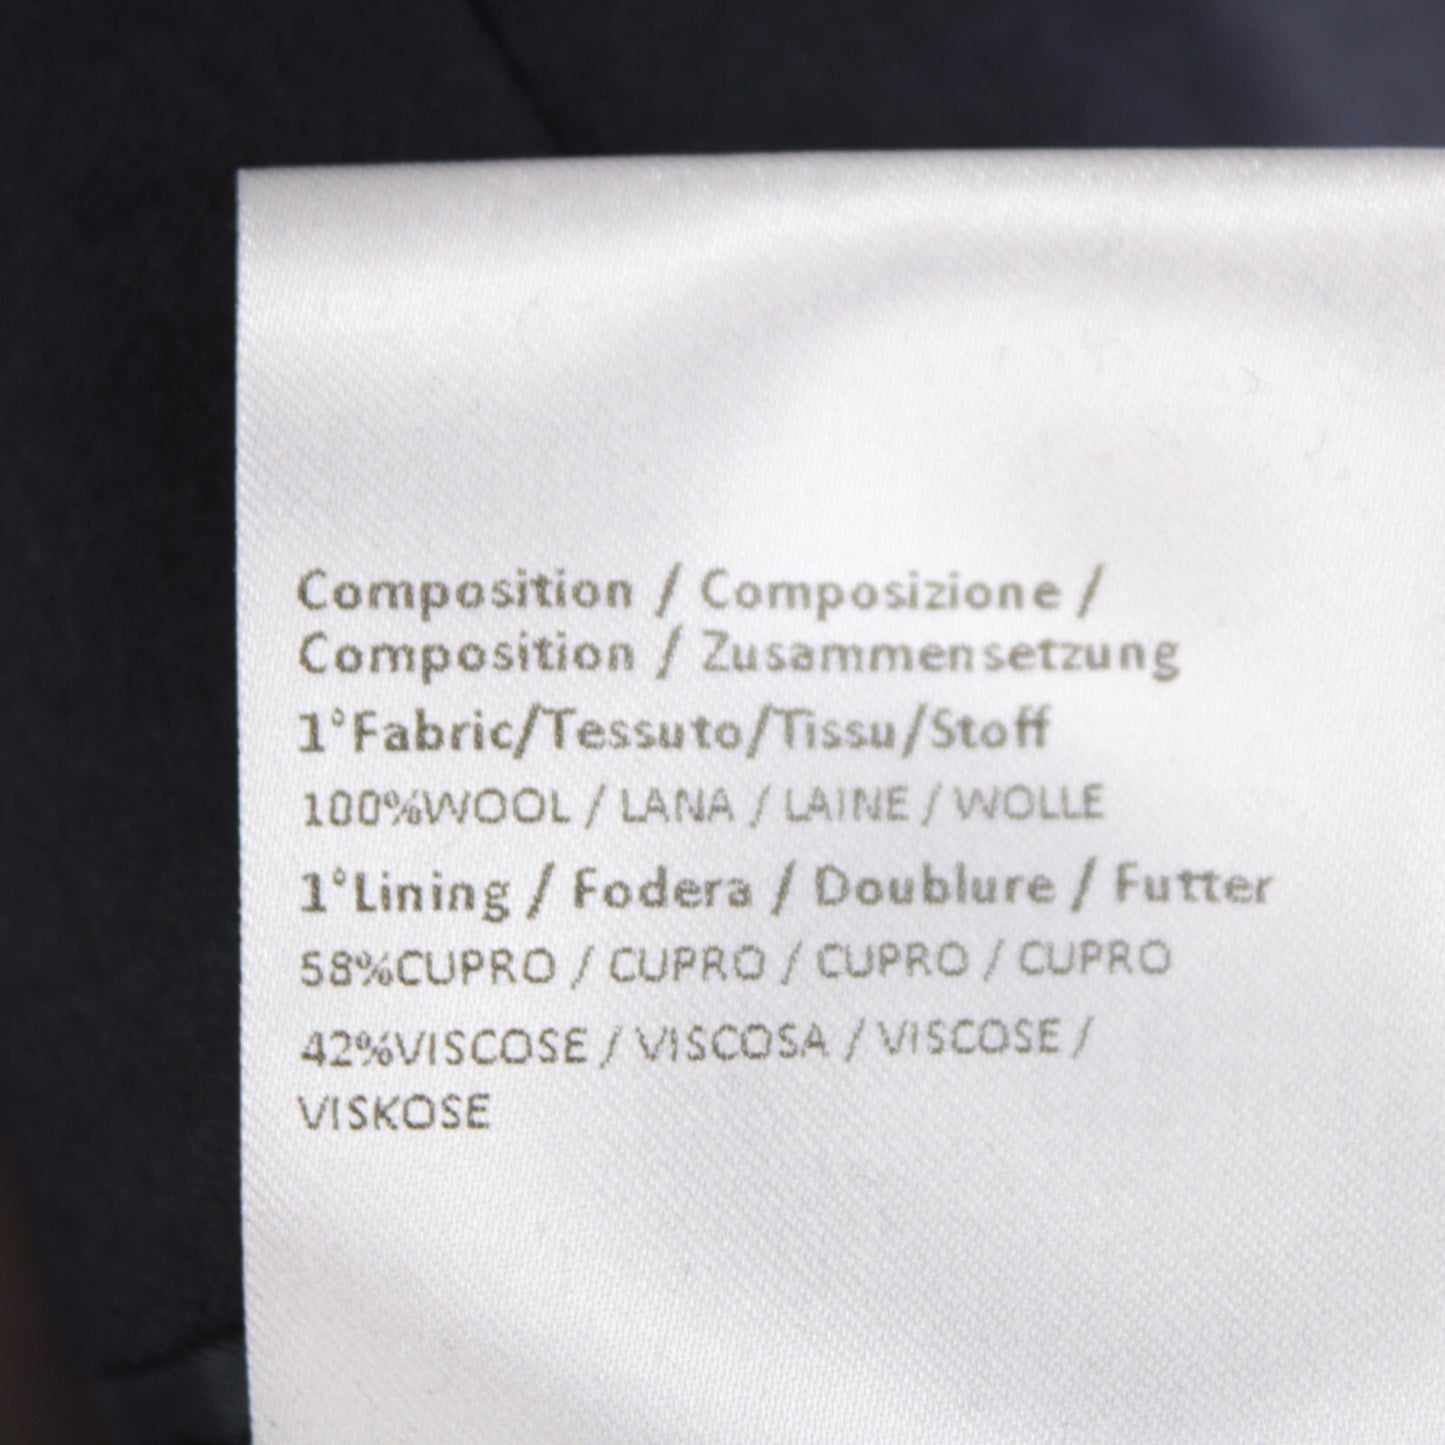 Composition / Composizione /
Composition / Zusammensetzung
1°Fabric/Tessuto/Tissu/Stoff
100%WOOL / LANA / LAINE / WOLLE
1°Lining / Fodera / Doublure / Futter
58%CUPRO / CUPRO / CUPRO / CUPRO
42%VISCOSE / VISCOSA / VISCOSE /
VISKOSE